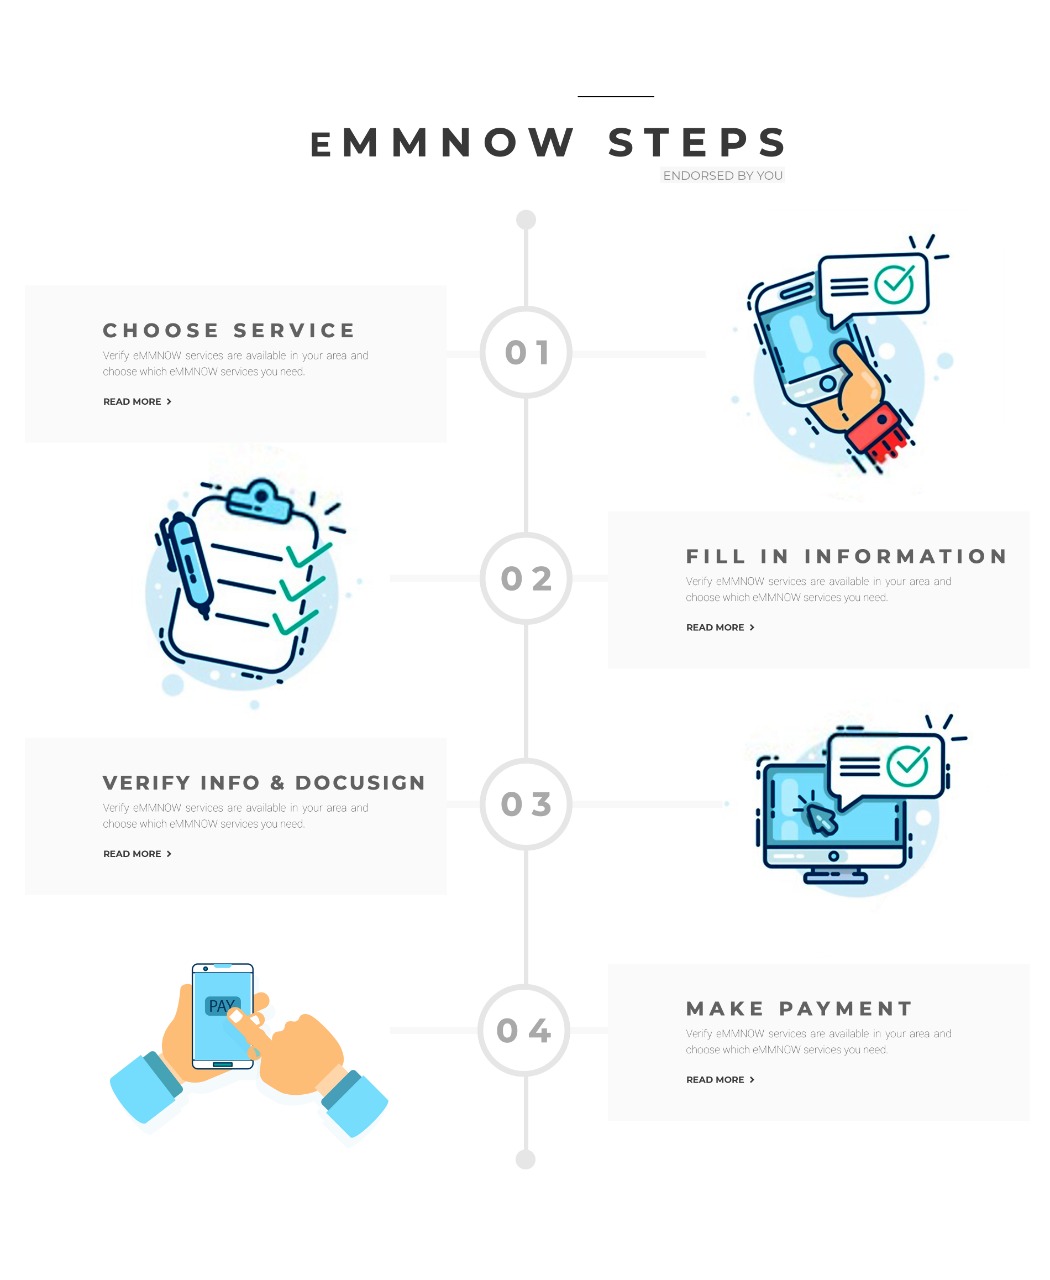 EMMNOW STEPS
ENDORSED BY YOU
CHOOSE SERVICE
Verify eMMNOW services are available in your area and
choose which eMMNOW services you need.
READ MORE >
01
02
FILL IN INFORMATION
Verify eMMNOW services are available in your area and
choose which eMMNOW services you need.
READ MORE >
VERIFY INFO & DOCUSIGN
Verify eMMNOW services are available in your area and
choose which eMMNOW services you need.
READ MORE >
03
PAY
04
MAKE PAYMENT
Verify eMMNOW services are available in your area and
choose which eMMNOW services you need.
READ MORE >